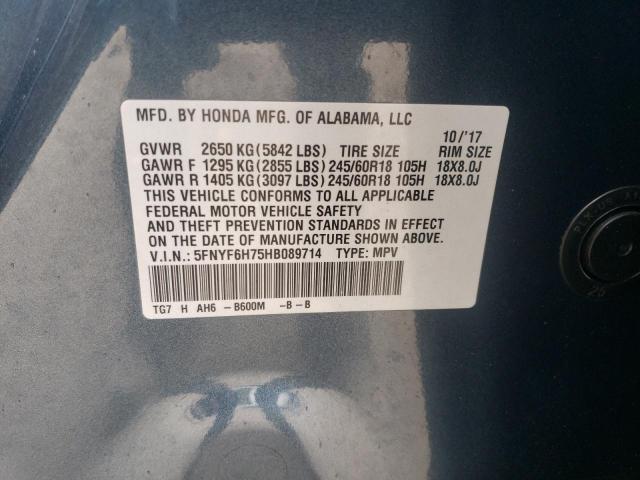 MFD. BY HONDA MFG. OF ALABAMA, LLC
10/'17
GVWR 2650 KG(5842 LBS) TIRE SIZE RIM SIZE
GAWR F 1295 KG(2855 LBS) 245/60R18 105H 18X8.0J
GAWR R 1405 KG(3097 LBS) 245/60R18 105H 18X8.0J
THIS VEHICLE CONFORMS TO ALL APPLICABLE
FEDERAL MOTOR VEHICLE SAFETY
AND THEFT PREVENTION STANDARDS IN EFFECT
ON THE DATE OF MANUFACTURE SHOWN ABOVE.
V.I.N.: 5FNYF6H75HB089714 TYPE: MPV
TG7 H AH6 -B600M -B-B
25